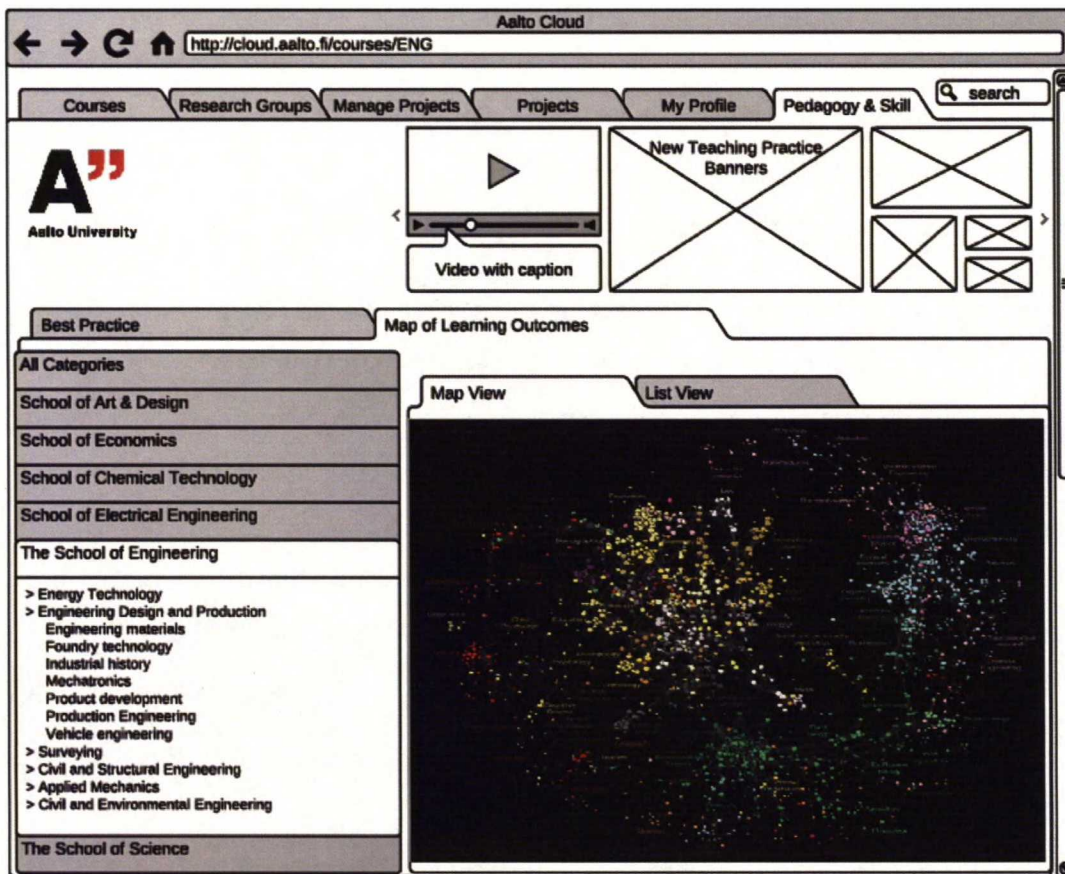 Aalto Cloud
http://cloud.aalto.fi/courses/ENG
search
Courses
Research Groups
Manage Projects
Projects
My Profile
Pedagogy & Skill
A”
Aalto University
Video with caption
New Teaching Practice
Banners
Best Practice
Map of Learning Outcomes
All Categories
School of Art & Design
School of Economics
School of Chemical Technology
School of Electrical Engineering
The School of Engineering
> Energy Technology
> Engineering Design and Production
Engineering materials
Foundry technology
Industrial history
Mechatronics
Product development
Production Engineering
Vehicle engineering
> Surveying
> Civil and Structural Engineering
> Applied Mechanics
> Civil and Environmental Engineering
The School of Science
Map View
List View